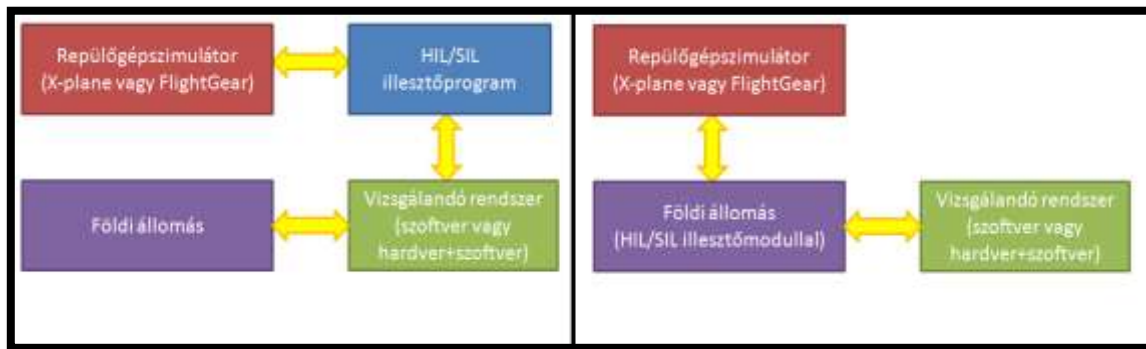 Repülőgépszimulátor
(X-plane vagy FlightGear)
HIL/SIL
illesztőprogram
Földi állomás
Vizsgálandó rendszer
(szoftver vagy
hardver+szoftver)
Repülőgépszimulátor
(X-plane vagy FlightGear)
Földi állomás
(HIL/SIL illesztőmodullal)
Vizsgálandó rendszer
(szoftver vagy
hardver+szoftver)